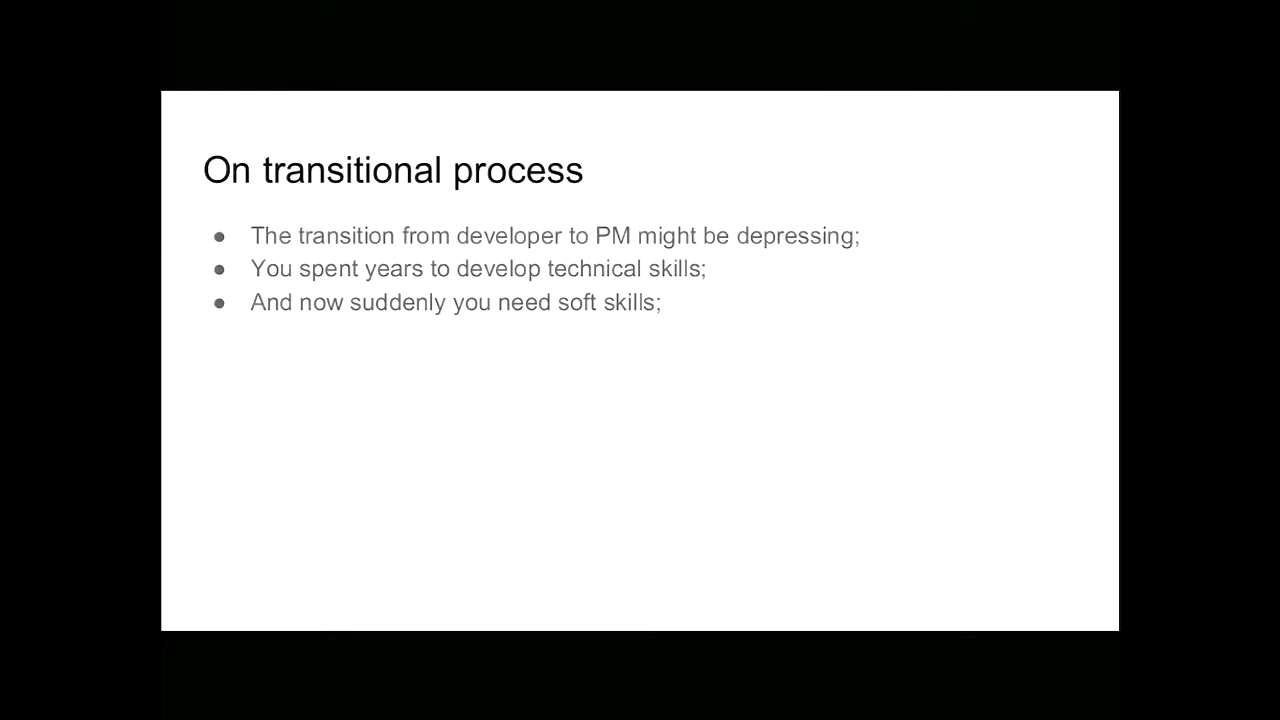 On transitional process
● The transition from developer to PM might be depressing;
● You spent years to develop technical skills;
● And now suddenly you need soft skills;